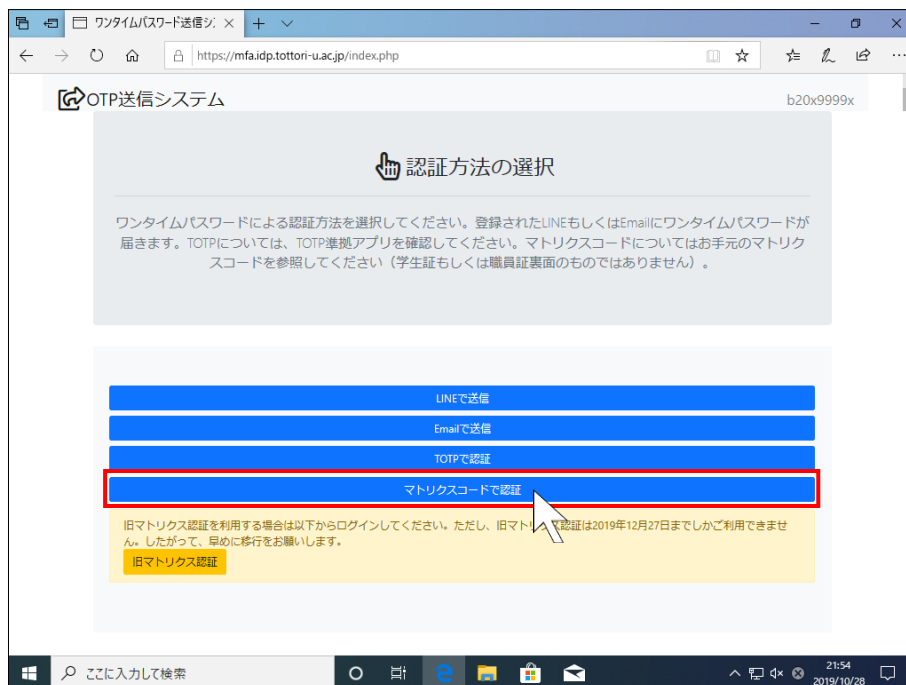 ワンタイムパスワード送信シ
https://mfa.idp.tottori-u.ac.jp/index.php
OTP送信システム
b20x9999x
認証方法の選択
ワンタイムパスワードによる認証方法を選択してください。登録されたLINEもしくはEmailにワンタイムパスワードが
届きます。TOTPについては、TOTP準拠アプリを確認してください。マトリクスコードについてはお手元のマトリク
スコードを参照してください（学生証もしくは職員証裏面のものではありません）。
LINEで送信
Emailで送信
TOTPで認証
マトリクスコードで認証
旧マトリクス認証を利用する場合は以下からログインしてください。ただし、旧マトリクス認証は2019年12月27日までしかご利用できませ
ん。したがって、早めに移行をお願いします。
旧マトリクス認証
ここに入力して検索
21:54
2019/10/28